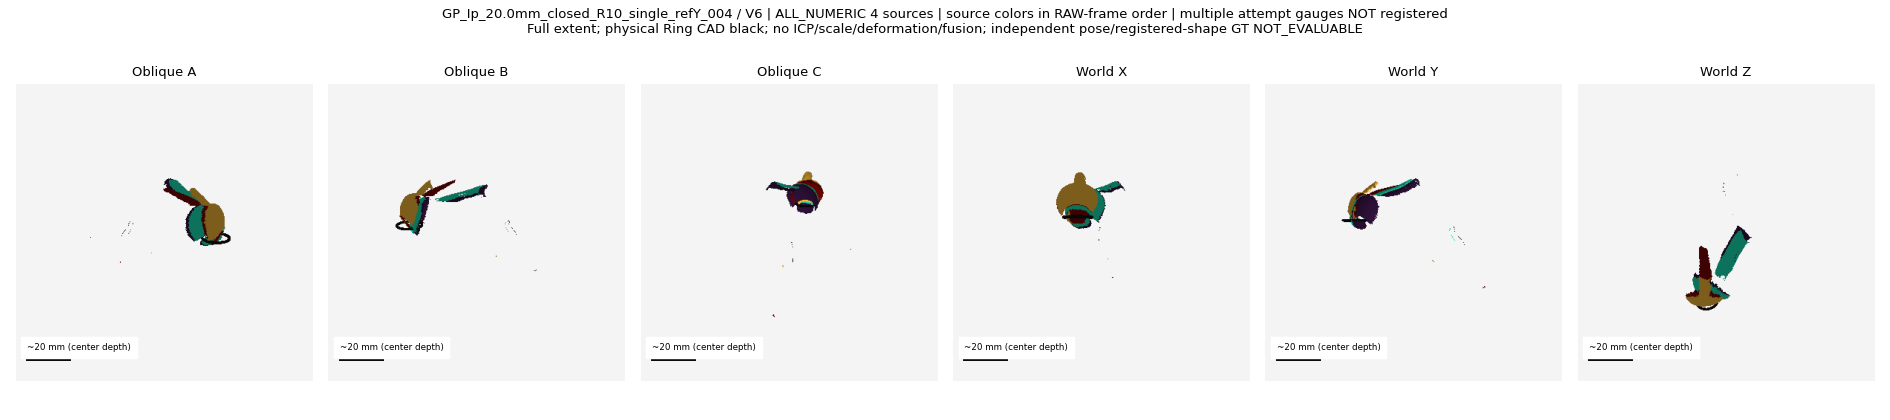 GP_Ip_20.0mm_closed_R10_single_refY_004 / V6 | ALL_NUMERIC 4 sources | source colors in RAW-frame order | multiple attempt gauges NOT registered
Full extent; physical Ring CAD black; no ICP/scale/deformation/fusion; independent pose/registered-shape GT NOT_EVALUABLE
Oblique A
Oblique B
Oblique C
World X
World Y
World Z
~20 mm (center depth)
~20 mm (center depth)
~20 mm (center depth)
~20 mm (center depth)
~20 mm (center depth)
~20 mm (center depth)